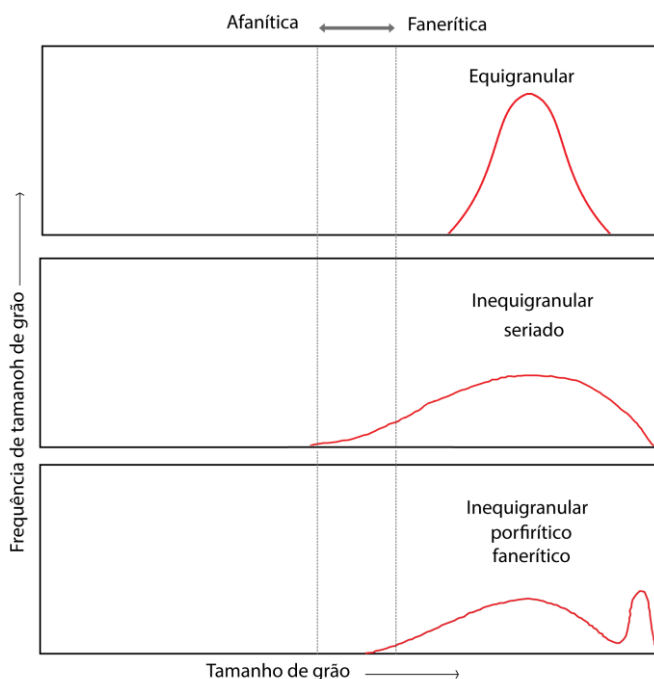 Afanítica
Fanerítica
Equigranular
Inequigranular
seriado
Inequigranular
porfirítico
fanerítico
Frequência de tamanoh de grão
Tamanho de grão